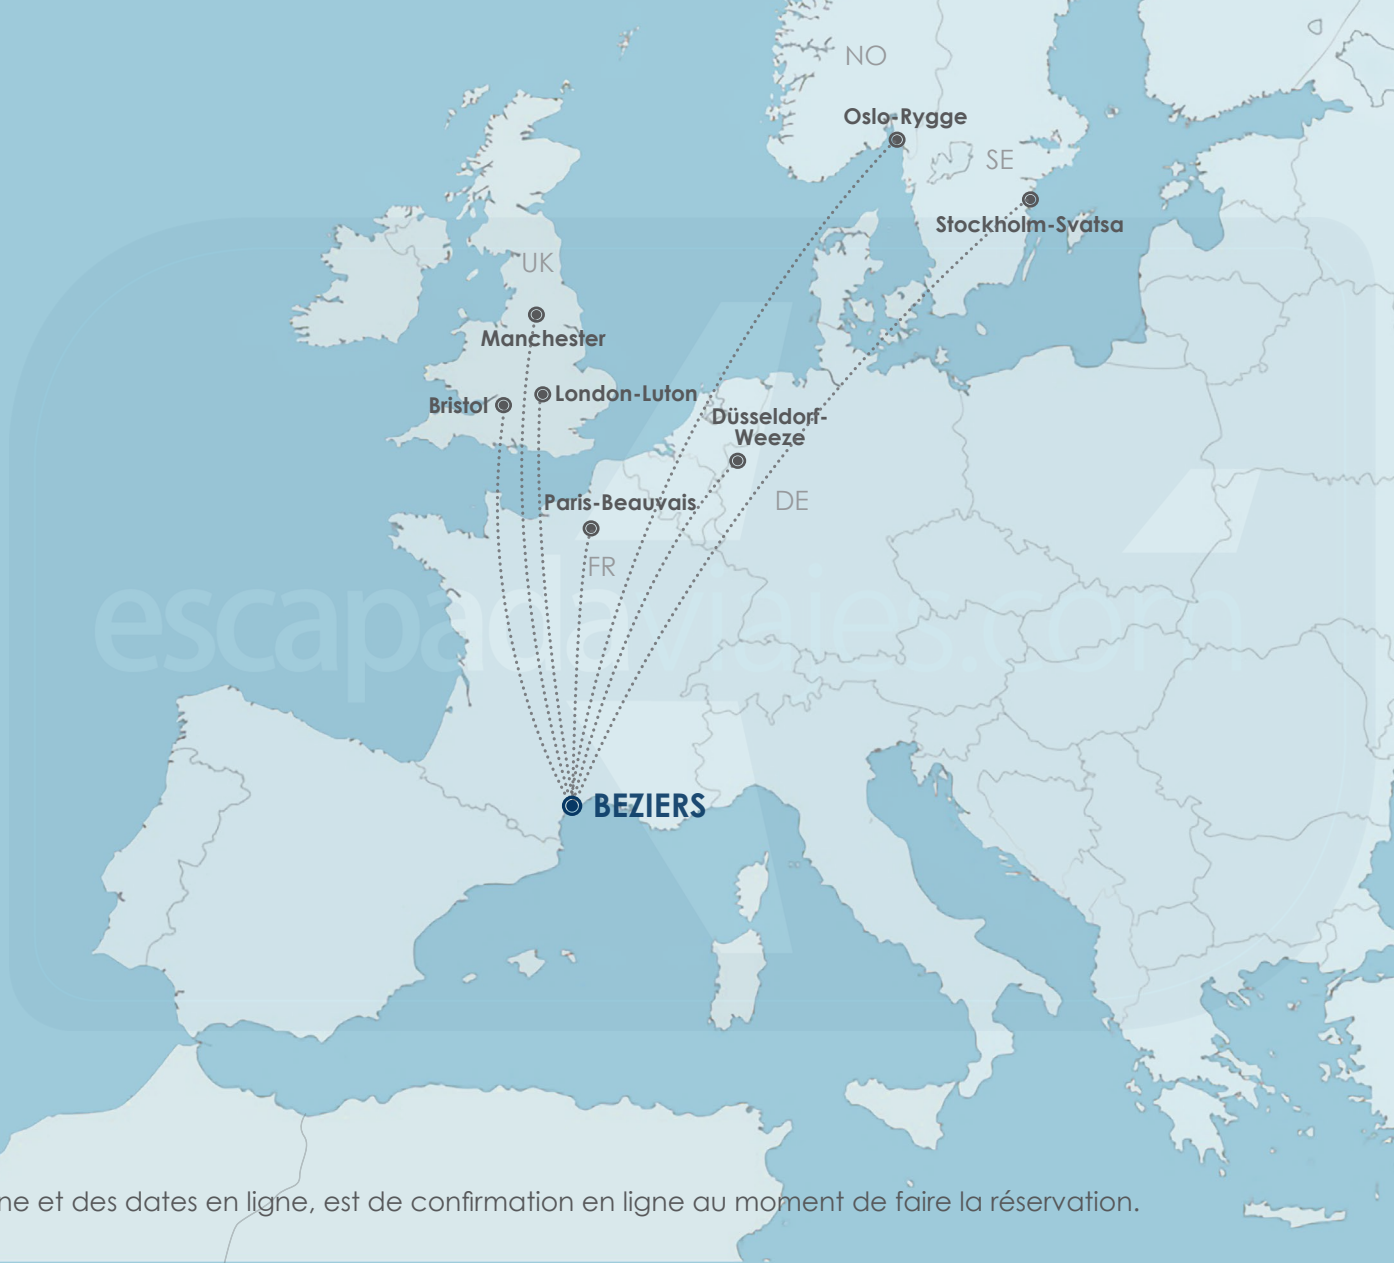 NO
Oslo-Rygge
SE
Stockholm-Svatsa
UK
Manchester
London-Luton
Bristol
Düsseldorf-
Weeze
Paris-Beauvais
DE
FR
escapadaviajes.com
BEZIERS
ne et des dates en ligne, est de confirmation en ligne au moment de faire la réservation.